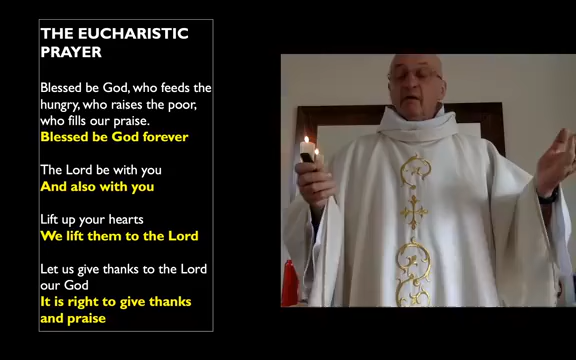 THE EUCHARISTIC
PRAYER
Blessed be God, who feeds the
hungry, who raises the poor,
who fills our praise.
Blessed be God forever
The Lord be with you
And also with you
Lift up your hearts
We lift them to the Lord
Let us give thanks to the Lord
our God
It is right to give thanks
and praise